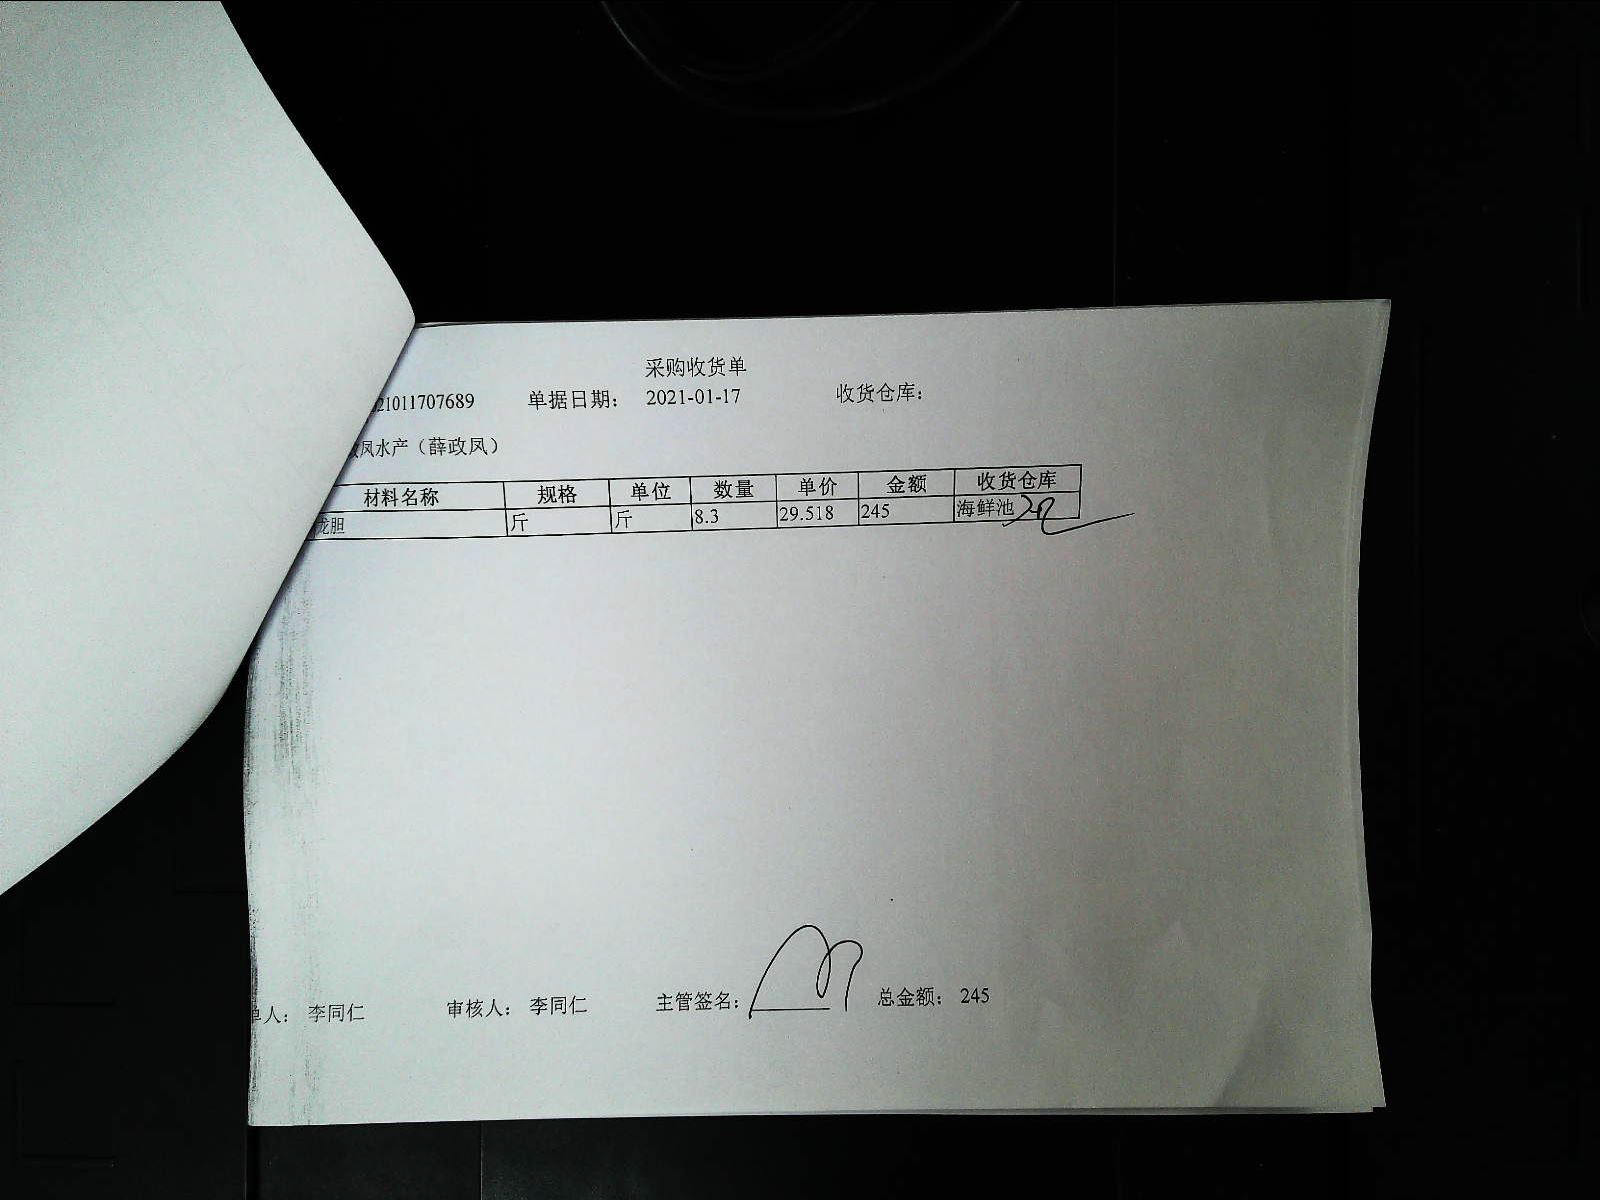 采购收货单
21011707689 单据日期： 2021-01-17 收货仓库：
凤水产（薛政凤）
材料名称 规格 单位 数量 单价 金额 收货仓库
龙胆 斤 斤 8.3 29.518 245 海鲜池
单人： 李同仁 审核人： 李同仁 主管签名： 总金额： 245